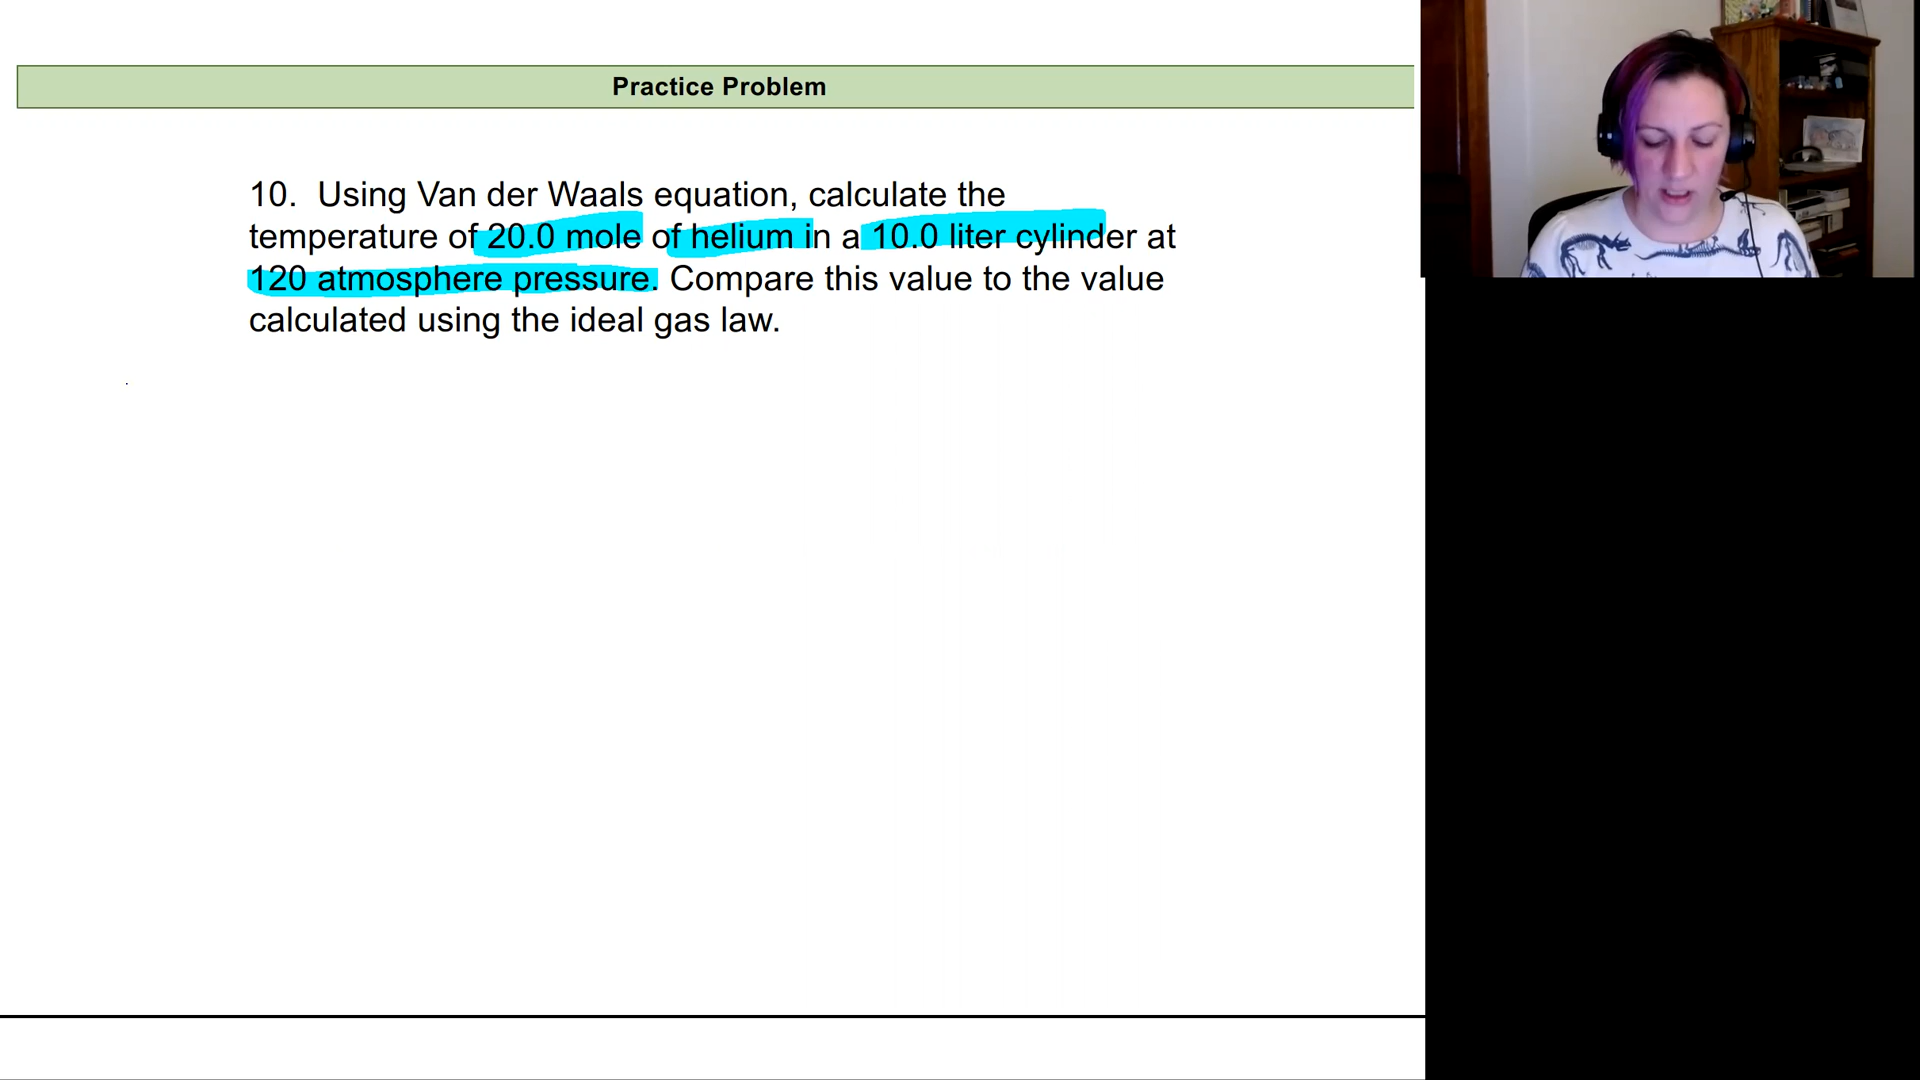 Practice Problem
10. Using Van der Waals equation, calculate the
temperature of 20.0 mole of helium in a 10.0 liter cylinder at
120 atmosphere pressure. Compare this value to the value
calculated using the ideal gas law.